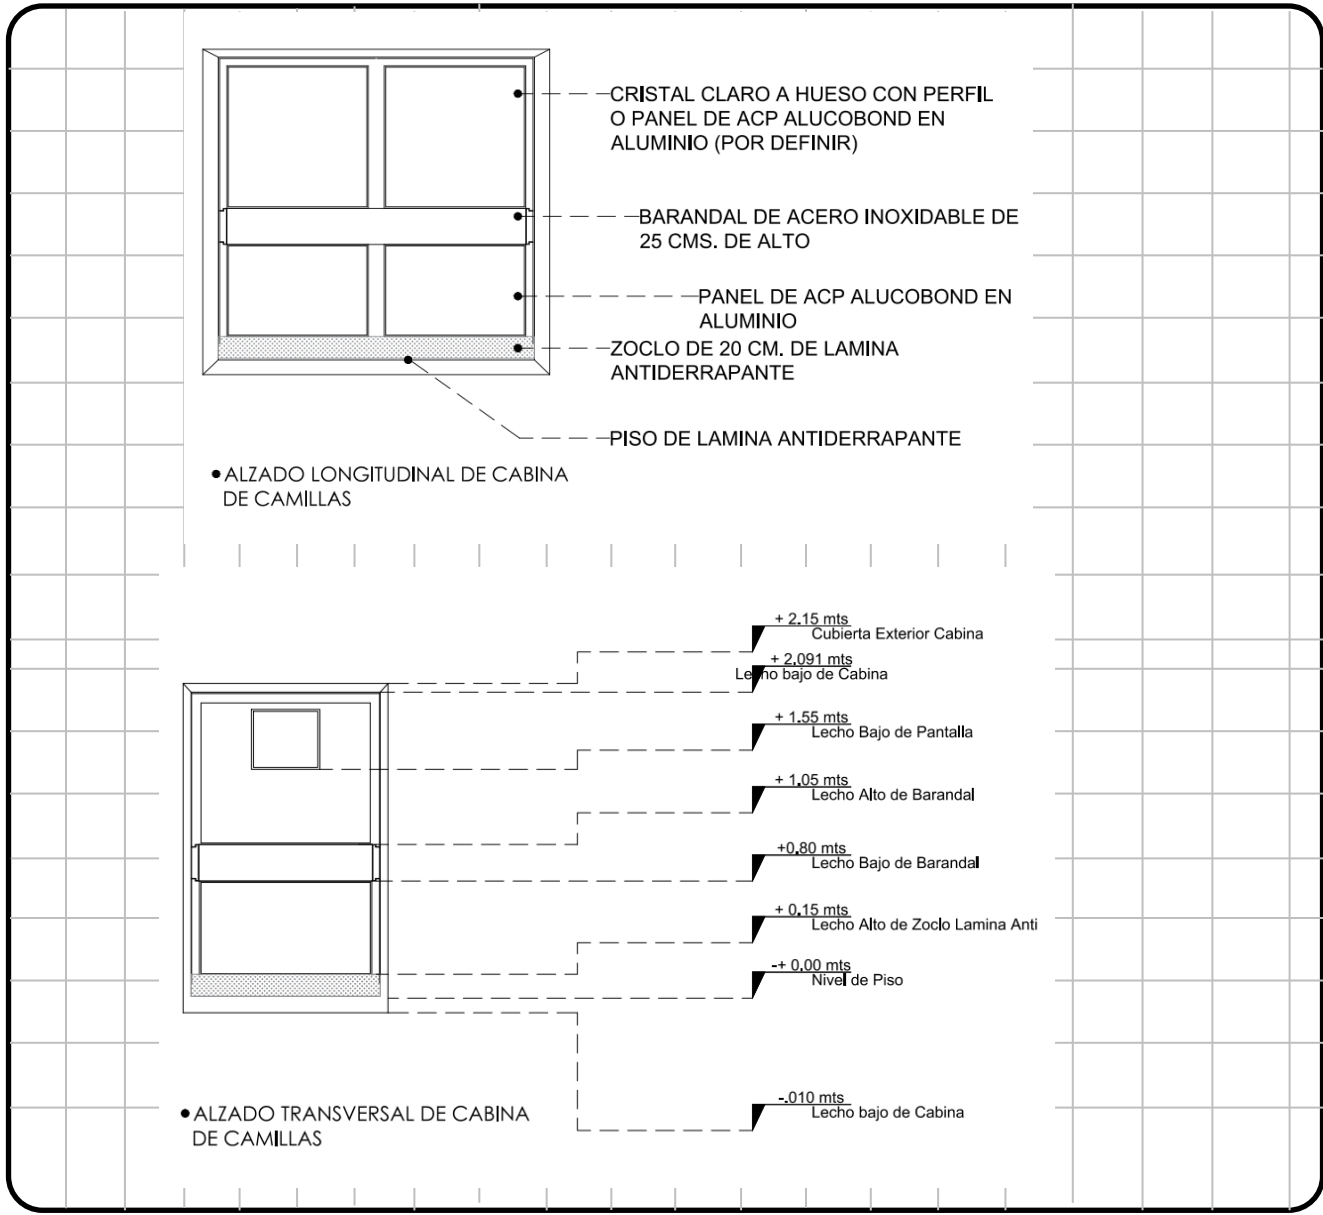 CRISTAL CLARO A HUESO CON PERFIL
O PANEL DE ACP ALUCOBOND EN
ALUMINIO (POR DEFINIR)
BARANDAL DE ACERO INOXIDABLE DE
25 CMS. DE ALTO
PANEL DE ACP ALUCOBOND EN
ALUMINIO
ZOCLO DE 20 CM. DE LAMINA
ANTIDERRAPANTE
PISO DE LAMINA ANTIDERRAPANTE
ALZADO LONGITUDINAL DE CABINA
DE CAMILLAS
+ 2.15 mts
Cubierta Exterior Cabina
+ 2.091 mts
Lecho bajo de Cabina
+ 1.55 mts
Lecho Bajo de Pantalla
+ 1.05 mts
Lecho Alto de Barandal
+0.80 mts
Lecho Bajo de Barandal
+ 0.15 mts
Lecho Alto de Zoclo Lamina Anti
-+ 0.00 mts
Nivel de Piso
-.010 mts
Lecho bajo de Cabina
ALZADO TRANSVERSAL DE CABINA
DE CAMILLAS